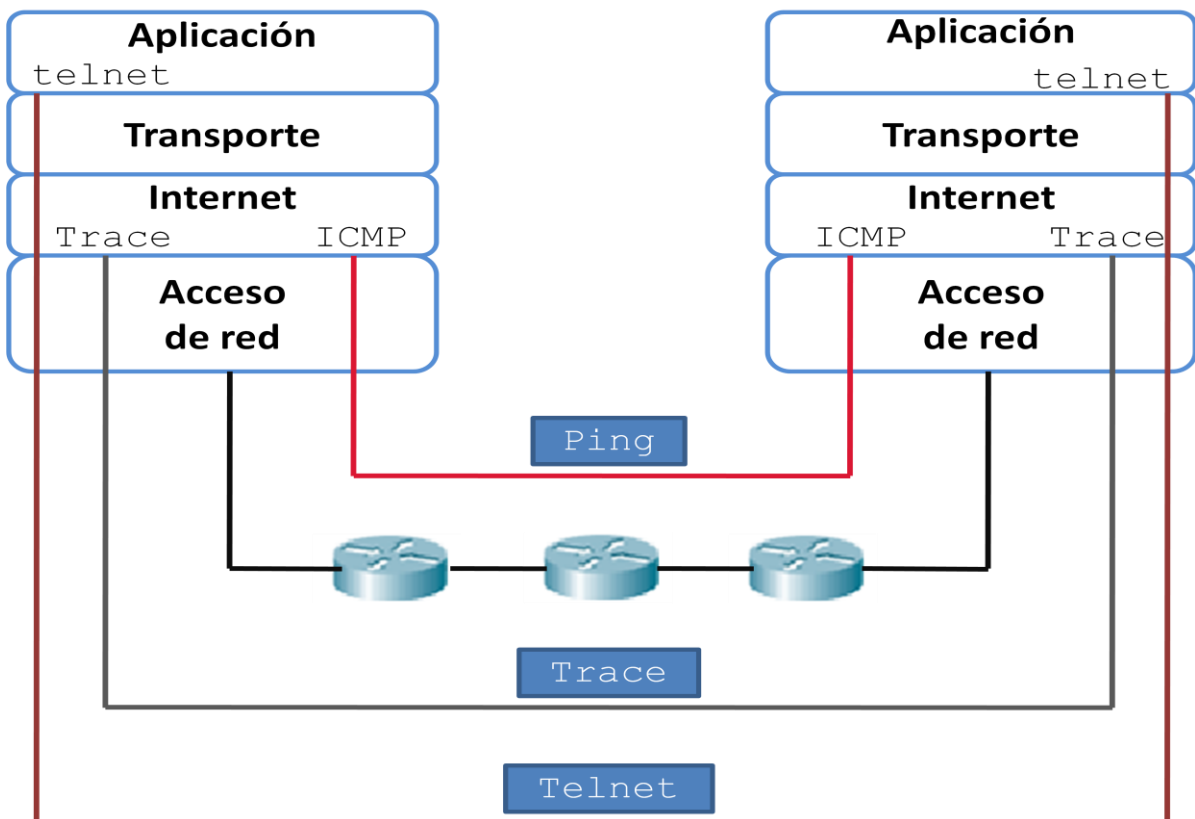 Aplicación
telnet
Transporte
Internet
Trace ICMP
Acceso
de red
Aplicación
telnet
Transporte
Internet
ICMP Trace
Acceso
de red
Ping
Trace
Telnet